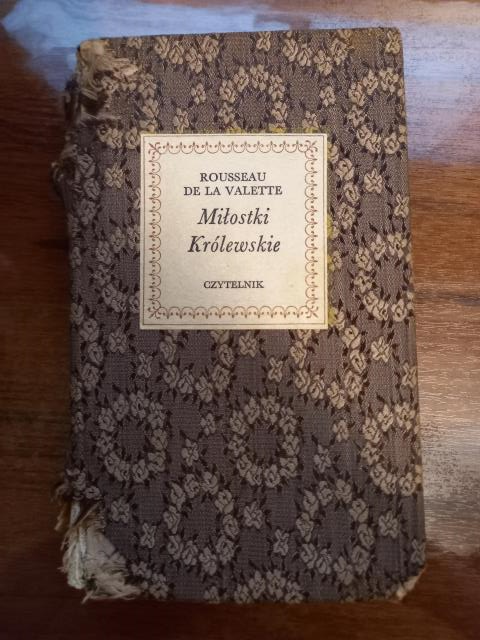 ROUSSEAU
DE LA VALETTE
Miłostki
Królewskie
CZYTELNIK